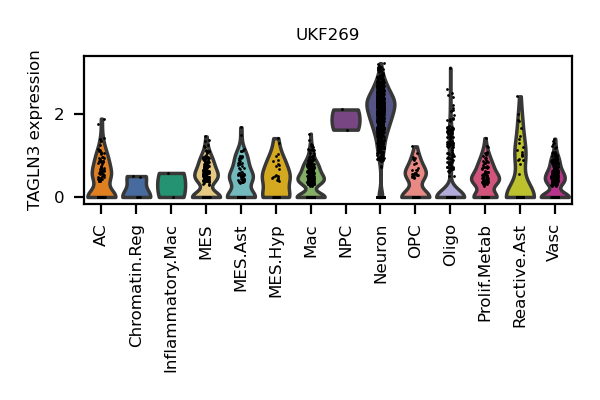 UKF269
TAGLN3 expression
2
0
AC
Chromatin.Reg
Inflammatory.Mac
MES
MES.Ast
MES.Hyp
Mac
NPC
Neuron
OPC
Oligo
Prolif.Metab
Reactive.Ast
Vasc